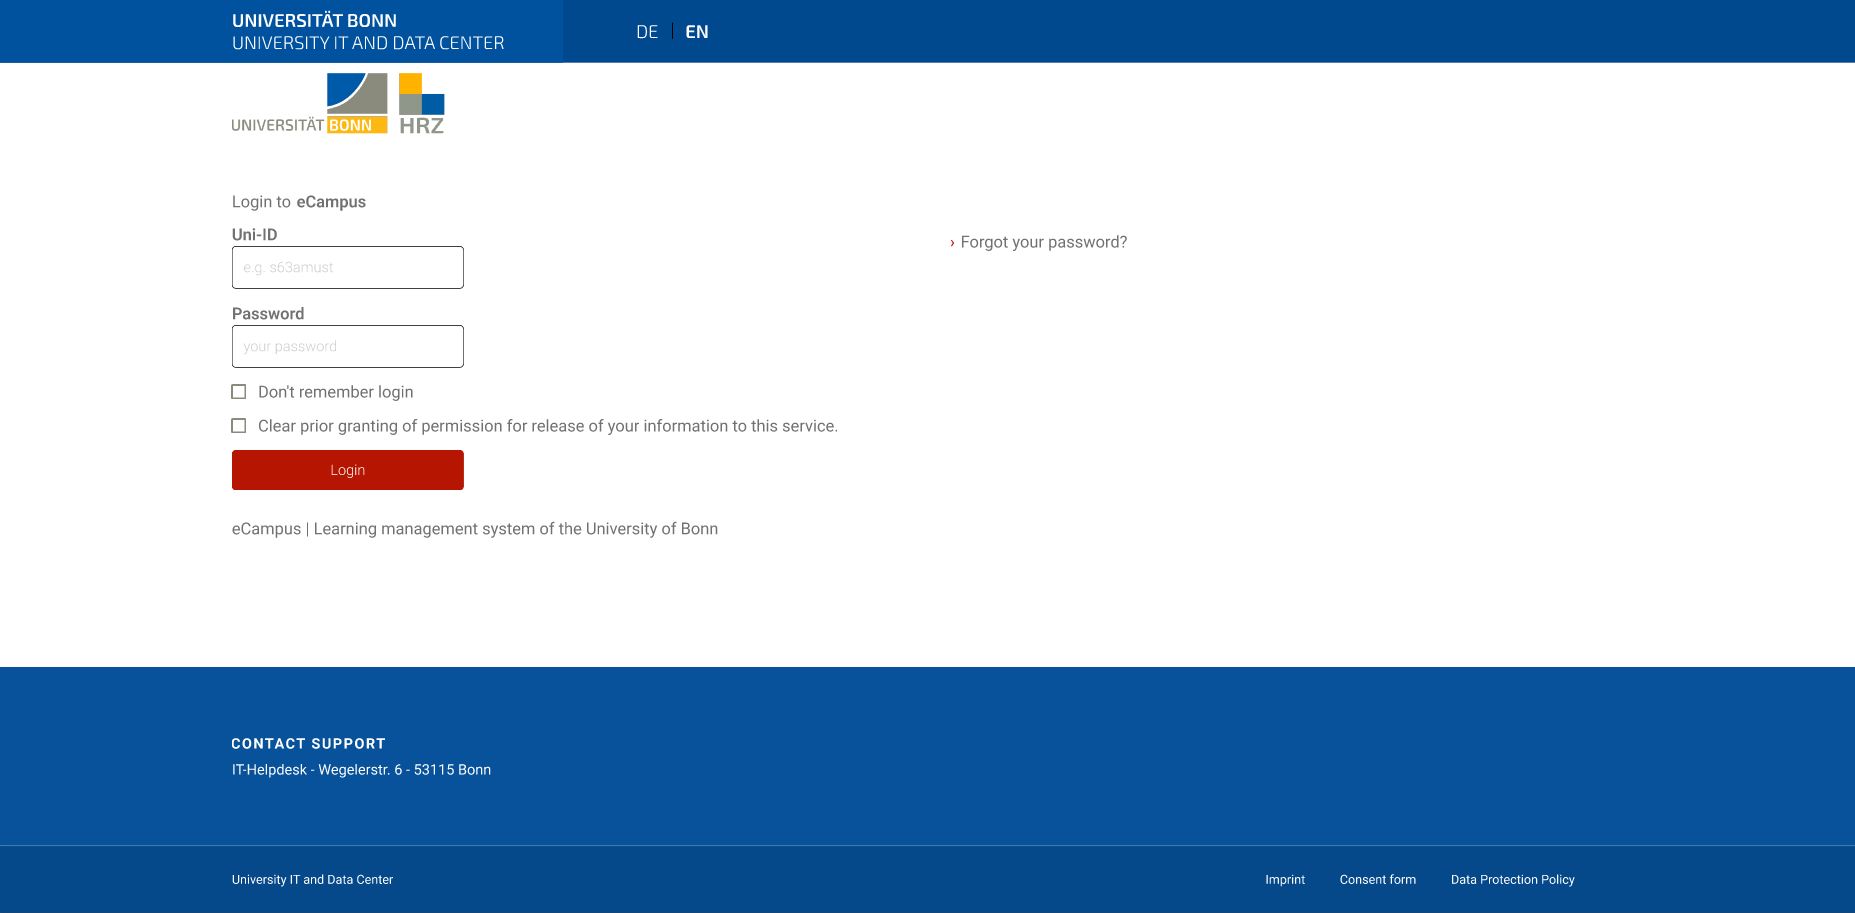 UNIVERSITÄT BONN
UNIVERSITY IT AND DATA CENTER
DE | EN
UNIVERSITÄT BONN HRZ
Login to eCampus
Uni-ID
› Forgot your password?
e.g. s63amust
Password
your password
Don't remember login
Clear prior granting of permission for release of your information to this service.
Login
eCampus | Learning management system of the University of Bonn
CONTACT SUPPORT
IT-Helpdesk - Wegelerstr. 6 - 53115 Bonn
University IT and Data Center
Imprint Consent form Data Protection Policy